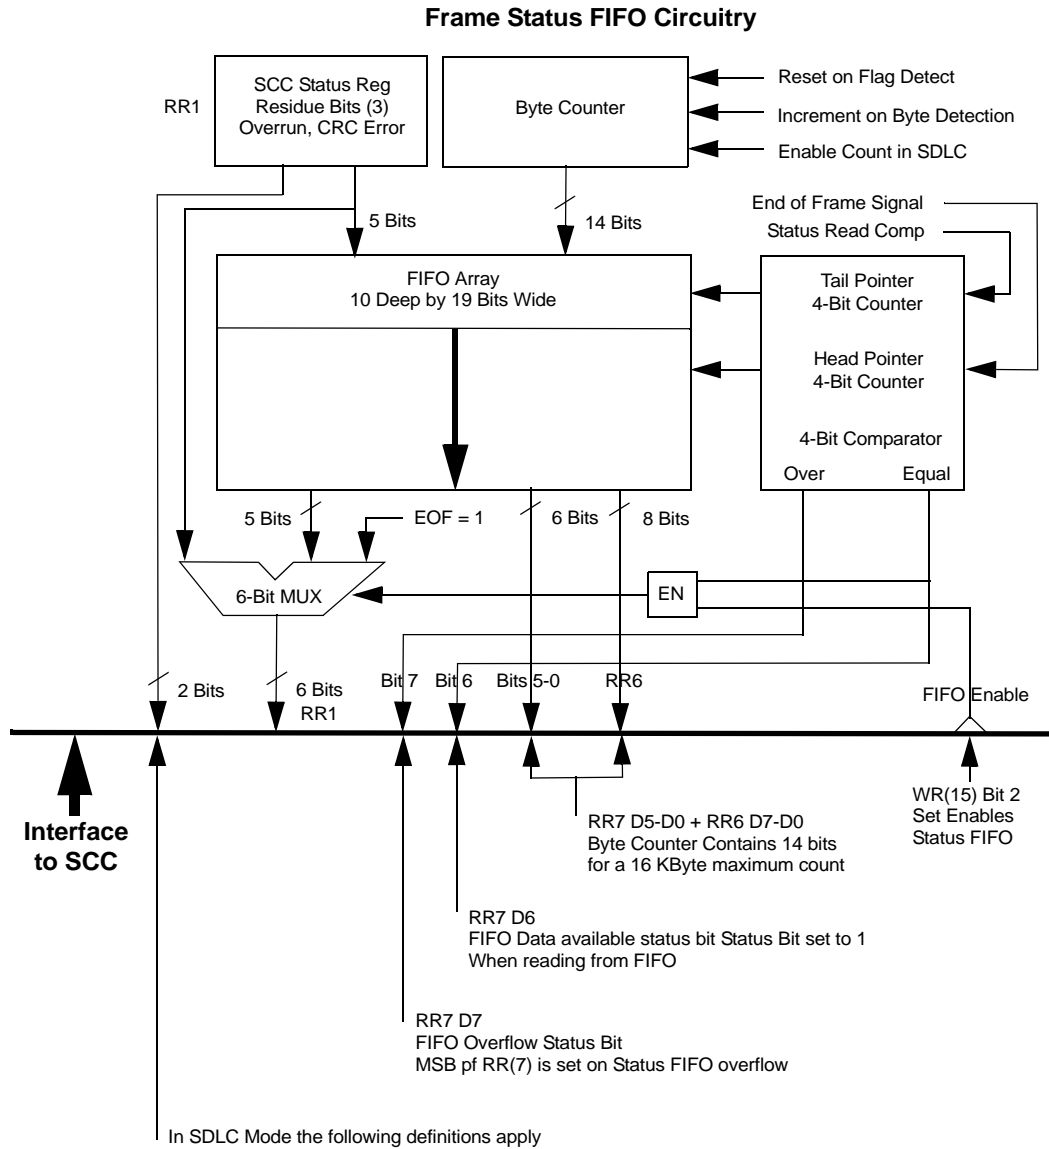 Frame Status FIFO Circuitry
RR1
SCC Status Reg
Residue Bits (3)
Overrun, CRC Error
Byte Counter
Reset on Flag Detect
Increment on Byte Detection
Enable Count in SDLC
5 Bits
14 Bits
End of Frame Signal
Status Read Comp
FIFO Array
10 Deep by 19 Bits Wide
Tail Pointer
4-Bit Counter
Head Pointer
4-Bit Counter
4-Bit Comparator
Over
Equal
5 Bits
EOF = 1
6 Bits
8 Bits
6-Bit MUX
EN
2 Bits
6 Bits
RR1
Bit 7
Bit 6
Bits 5-0
RR6
FIFO Enable
Interface
to SCC
WR(15) Bit 2
Set Enables
Status FIFO
RR7 D5-D0 + RR6 D7-D0
Byte Counter Contains 14 bits
for a 16 KByte maximum count
RR7 D6
FIFO Data available status bit Status Bit set to 1
When reading from FIFO
RR7 D7
FIFO Overflow Status Bit
MSB pf RR(7) is set on Status FIFO overflow
In SDLC Mode the following definitions apply